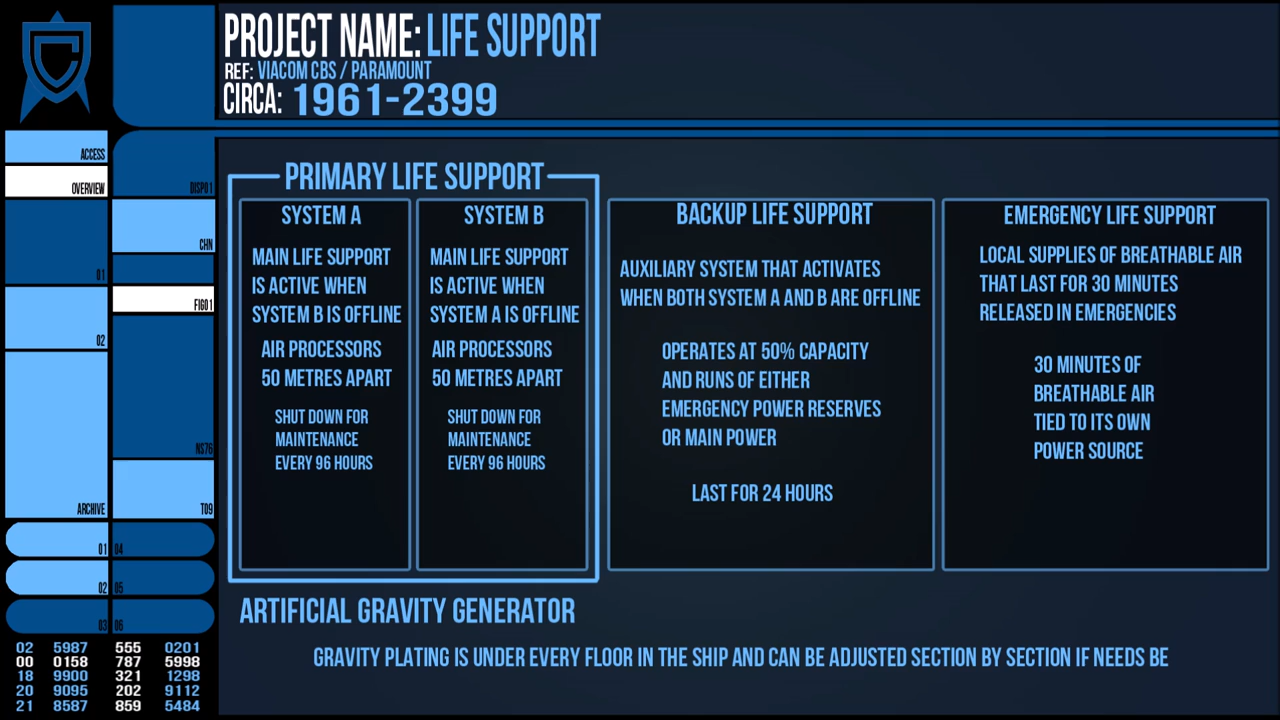 PROJECT NAME: LIFE SUPPORT
REF: VIACOM CBS / PARAMOUNT
CIRCA: 1961-2399
ACCESS
OVERVIEW
01
02
ARCHIVE
01
02
03
DISP01
CHN
FIG01
NS76
T09
04
05
06
02 5987 555 0201
00 0158 787 5998
18 9900 321 1298
20 9095 202 9112
21 8587 859 5484
PRIMARY LIFE SUPPORT
SYSTEM A
MAIN LIFE SUPPORT
IS ACTIVE WHEN
SYSTEM B IS OFFLINE
AIR PROCESSORS
50 METRES APART
SHUT DOWN FOR
MAINTENANCE
EVERY 96 HOURS
SYSTEM B
MAIN LIFE SUPPORT
IS ACTIVE WHEN
SYSTEM A IS OFFLINE
AIR PROCESSORS
50 METRES APART
SHUT DOWN FOR
MAINTENANCE
EVERY 96 HOURS
BACKUP LIFE SUPPORT
AUXILIARY SYSTEM THAT ACTIVATES
WHEN BOTH SYSTEM A AND B ARE OFFLINE
OPERATES AT 50% CAPACITY
AND RUNS OF EITHER
EMERGENCY POWER RESERVES
OR MAIN POWER
LAST FOR 24 HOURS
EMERGENCY LIFE SUPPORT
LOCAL SUPPLIES OF BREATHABLE AIR
THAT LAST FOR 30 MINUTES
RELEASED IN EMERGENCIES
30 MINUTES OF
BREATHABLE AIR
TIED TO ITS OWN
POWER SOURCE
ARTIFICIAL GRAVITY GENERATOR
GRAVITY PLATING IS UNDER EVERY FLOOR IN THE SHIP AND CAN BE ADJUSTED SECTION BY SECTION IF NEEDS BE